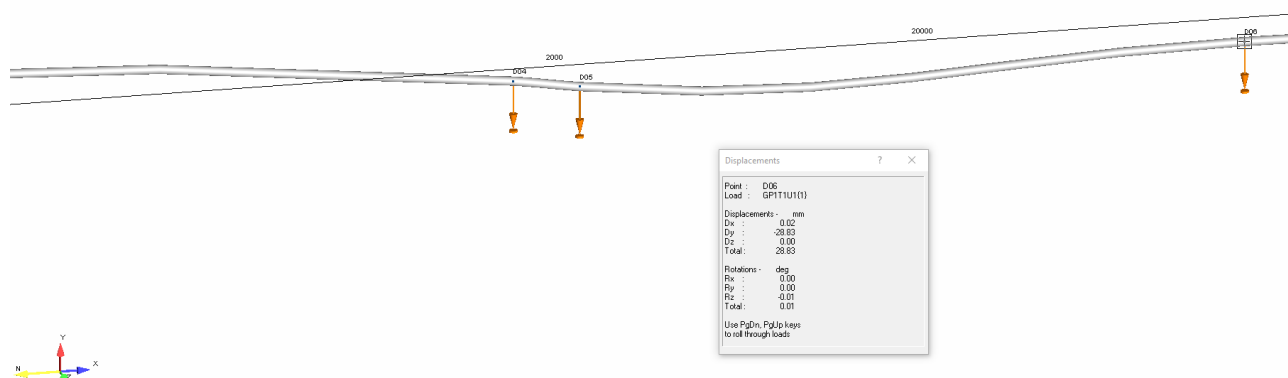 20000
D06
2000
D04
D05
Displacements ? ×
Point : D06
Load : GP1T1U1{1}
Displacements - mm
Dx : 0.02
Dy : -28.83
Dz : 0.00
Total : 28.83
Rotations - deg
Rx : 0.00
Ry : 0.00
Rz : -0.01
Total : 0.01
Use PgDn, PgUp keys
to roll through loads
Y
X
N